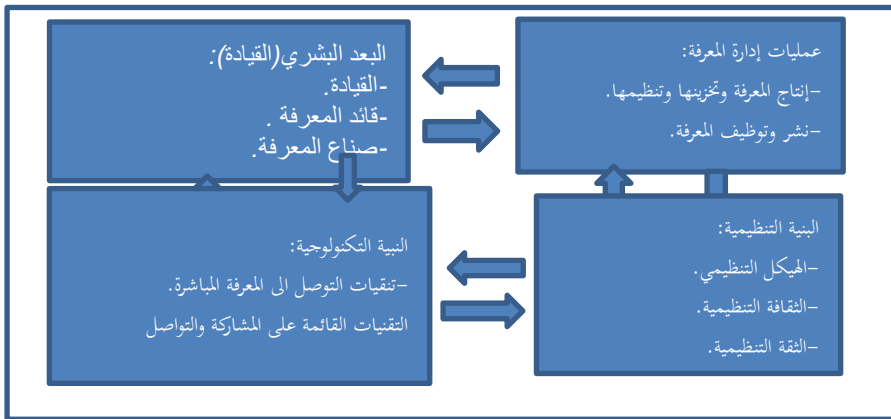 عمليات إدارة المعرفة:
-إنتاج المعرفة وتخزينها وتنظيمها.
-نشر وتوظيف المعرفة.
البعد البشري(القيادة):
-القيادة.
-قائد المعرفة .
-صناع المعرفة.
البنية التنظيمية:
-الهيكل التنظيمي.
-الثقافة التنظيمية.
-الثقة التنظيمية.
النبية التكنولوجية:
-تنقيات التوصل الى المعرفة المباشرة.
التقنيات القائمة على المشاركة والتواصل